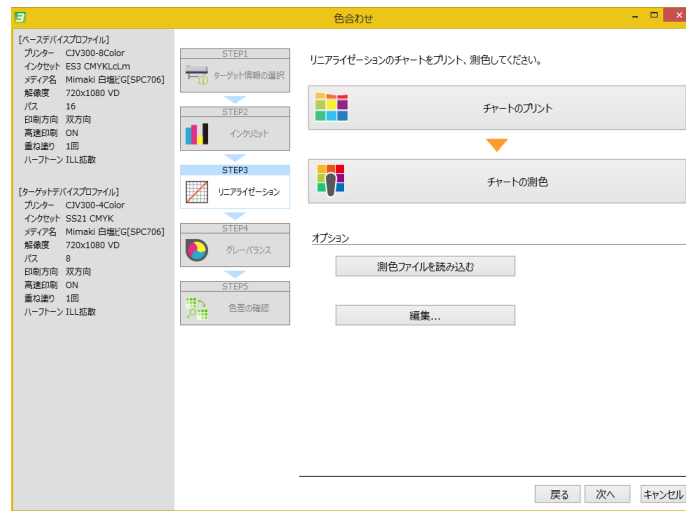 色合わせ
[ベースデバイスプロファイル]
プリンター CJV300-8Color
インクセット ES3 CMYKLcLm
メディア名 Mimaki 白塩ビG[SPC706]
解像度 720x1080 VD
パス 16
印刷方向 双方向
高速印刷 ON
重ね塗り 1回
ハーフトーン ILL拡散
[ターゲットデバイスプロファイル]
プリンター CJV300-4Color
インクセット SS21 CMYK
メディア名 Mimaki 白塩ビG[SPC706]
解像度 720x1080 VD
パス 8
印刷方向 双方向
高速印刷 ON
重ね塗り 1回
ハーフトーン ILL拡散
STEP1
ターゲット情報の選択
STEP2
インクリミット
STEP3
リニアライゼーション
STEP4
グレーバランス
STEP5
色差の確認
リニアライゼーションのチャートをプリント、測色してください。
チャートのプリント
チャートの測色
オプション
測色ファイルを読み込む
編集...
戻る 次へ キャンセル